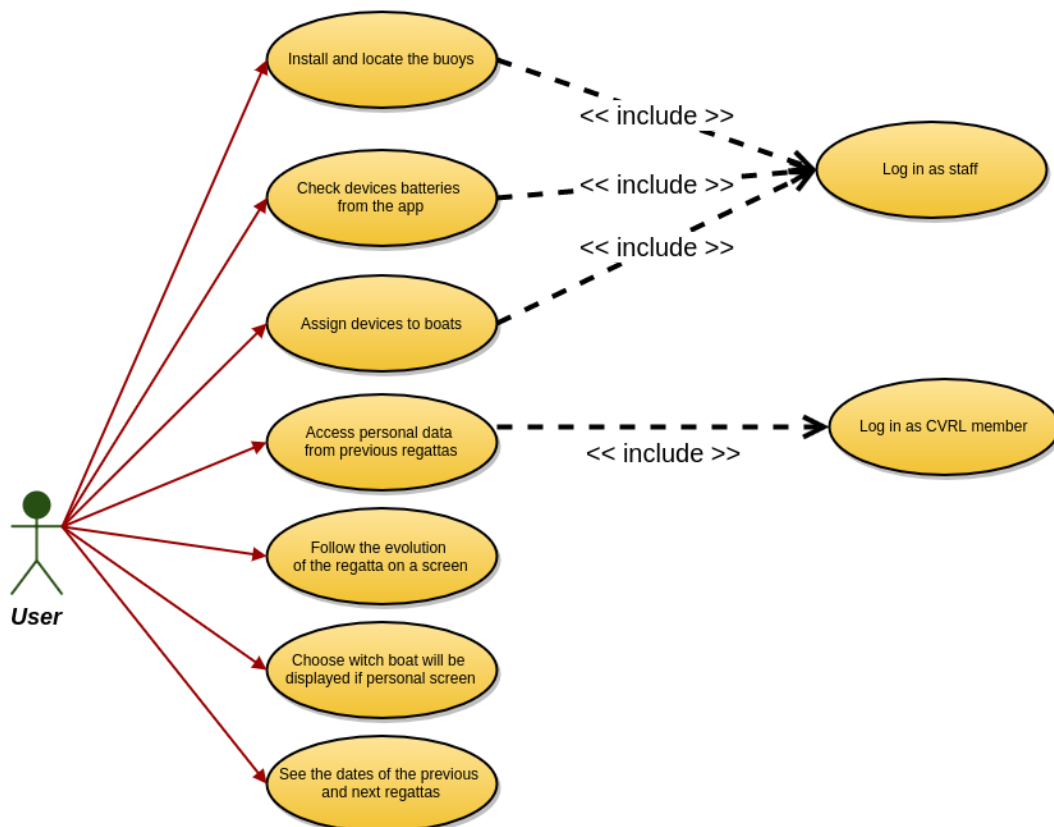 Install and locate the buoys
<< include >>
Log in as staff
Check devices batteries
from the app
<< include >>
<< include >>
Assign devices to boats
Access personal data
from previous regattas
<< include >>
Log in as CVRL member
Follow the evolution
of the regatta on a screen
User
Choose witch boat will be
displayed if personal screen
See the dates of the previous
and next regattas